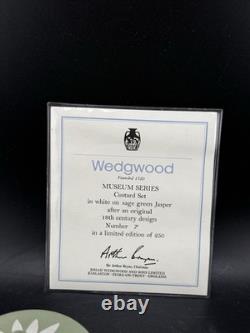 Wedgwood
Founded 1759
MUSEUM SERIES
Custard Set
in white on sage green Jasper
after an original
18th century design
Number 2
in a limited edition of 250
Sir Arthur Bryan, Chairman
JOSIAH WEDGWOOD AND SONS LIMITED
BARLASTON · STOKE-ON-TRENT · ENGLAND